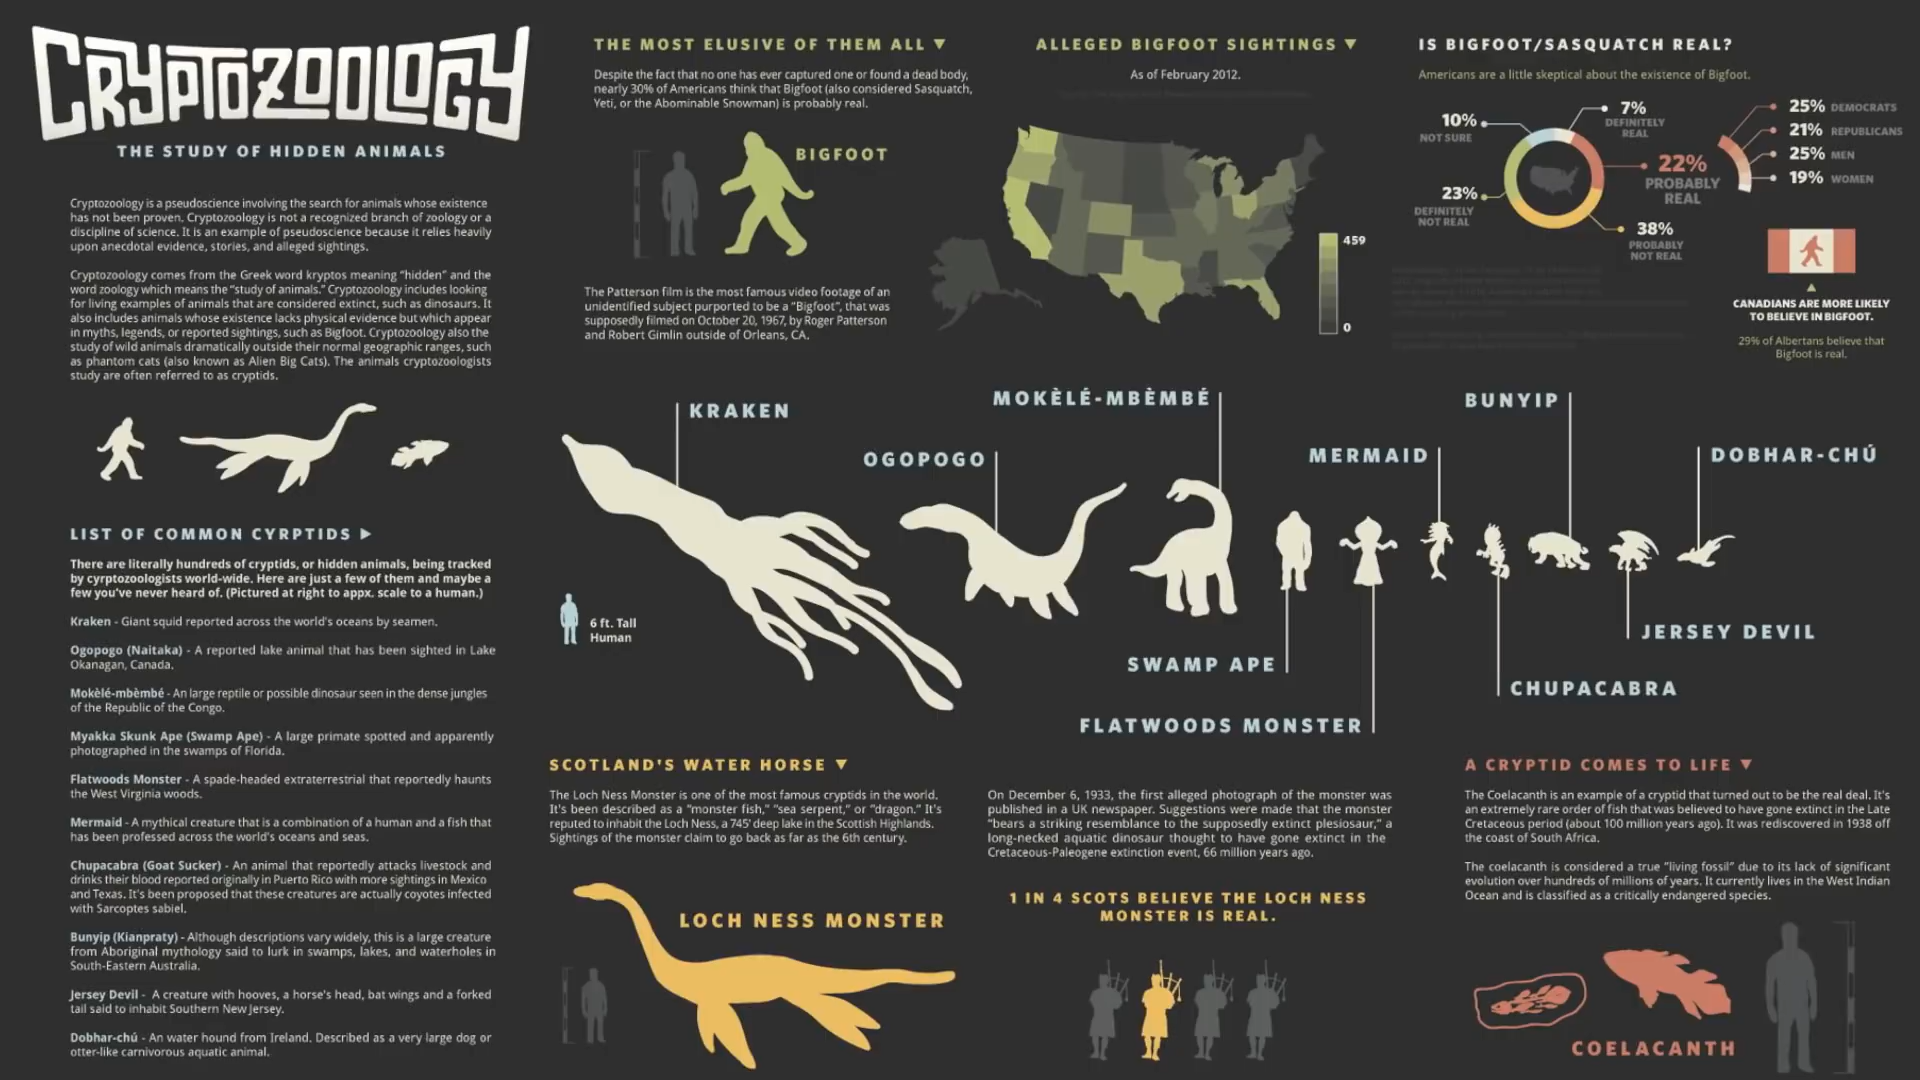 CRYPTOZOOLOGY
THE STUDY OF HIDDEN ANIMALS
Cryptozoology is a pseudoscience involving the search for animals whose existence
has not been proven. Cryptozoology is not a recognized branch of zoology or a
discipline of science. It is an example of pseudoscience because it relies heavily
upon anecdotal evidence, stories, and alleged sightings.
Cryptozoology comes from the Greek word kryptos meaning "hidden" and the
word zoology which means the "study of animals." Cryptozoology includes looking
for living examples of animals that are considered extinct, such as dinosaurs. It
also includes animals whose existence lacks physical evidence but which appear
in myths, legends, or reported sightings, such as Bigfoot. Cryptozoology also the
study of wild animals dramatically outside their normal geographic ranges, such
as phantom cats (also known as Alien Big Cats). The animals cryptozoologists
study are often referred to as cryptids.
LIST OF COMMON CYRPTIDS ▶
There are literally hundreds of cryptids, or hidden animals, being tracked
by cyrptozoologists world-wide. Here are just a few of them and maybe a
few you've never heard of. (Pictured at right to appx. scale to a human.)
Kraken - Giant squid reported across the world's oceans by seamen.
Ogopogo (Naitaka) - A reported lake animal that has been sighted in Lake
Okanagan, Canada.
Mokèlé-mbèmbé - An large reptile or possible dinosaur seen in the dense jungles
of the Republic of the Congo.
Myakka Skunk Ape (Swamp Ape) - A large primate spotted and apparently
photographed in the swamps of Florida.
Flatwoods Monster - A spade-headed extraterrestrial that reportedly haunts
the West Virginia woods.
Mermaid - A mythical creature that is a combination of a human and a fish that
has been professed across the world's oceans and seas.
Chupacabra (Goat Sucker) - An animal that reportedly attacks livestock and
drinks their blood reported originally in Puerto Rico with more sightings in Mexico
and Texas. It's been proposed that these creatures are actually coyotes infected
with Sarcoptes sabiel.
Bunyip (Kianpraty) - Although descriptions vary widely, this is a large creature
from Aboriginal mythology said to lurk in swamps, lakes, and waterholes in
South-Eastern Australia.
Jersey Devil - A creature with hooves, a horse's head, bat wings and a forked
tail said to inhabit Southern New Jersey.
Dobhar-chú - An water hound from Ireland. Described as a very large dog or
otter-like carnivorous aquatic animal.
THE MOST ELUSIVE OF THEM ALL ▼
Despite the fact that no one has ever captured one or found a dead body,
nearly 30% of Americans think that Bigfoot (also considered Sasquatch,
Yeti, or the Abominable Snowman) is probably real.
BIGFOOT
The Patterson film is the most famous video footage of an
unidentified subject purported to be a "Bigfoot", that was
supposedly filmed on October 20, 1967, by Roger Patterson
and Robert Gimlin outside of Orleans, CA.
ALLEGED BIGFOOT SIGHTINGS ▼
As of February 2012.
459
0
IS BIGFOOT/SASQUATCH REAL?
Americans are a little skeptical about the existence of Bigfoot.
7%
DEFINITELY
REAL
10%
NOT SURE
22%
PROBABLY
REAL
23%
DEFINITELY
NOT REAL
38%
PROBABLY
NOT REAL
25% DEMOCRATS
21% REPUBLICANS
25% MEN
19% WOMEN
CANADIANS ARE MORE LIKELY
TO BELIEVE IN BIGFOOT.
29% of Albertans believe that
Bigfoot is real.
KRAKEN
OGOPOGO
MOKÈLÉ-MBÈMBÉ
MERMAID
BUNYIP
DOBHAR-CHÚ
6 ft. Tall
Human
SWAMP APE
FLATWOODS MONSTER
CHUPACABRA
JERSEY DEVIL
SCOTLAND'S WATER HORSE ▼
The Loch Ness Monster is one of the most famous cryptids in the world.
It's been described as a "monster fish," "sea serpent," or "dragon." It's
reputed to inhabit the Loch Ness, a 745' deep lake in the Scottish Highlands.
Sightings of the monster claim to go back as far as the 6th century.
LOCH NESS MONSTER
On December 6, 1933, the first alleged photograph of the monster was
published in a UK newspaper. Suggestions were made that the monster
"bears a striking resemblance to the supposedly extinct plesiosaur," a
long-necked aquatic dinosaur thought to have gone extinct in the
Cretaceous-Paleogene extinction event, 66 million years ago.
1 IN 4 SCOTS BELIEVE THE LOCH NESS
MONSTER IS REAL.
A CRYPTID COMES TO LIFE ▼
The Coelacanth is an example of a cryptid that turned out to be the real deal. It's
an extremely rare order of fish that was believed to have gone extinct in the Late
Cretaceous period (about 100 million years ago). It was rediscovered in 1938 off
the coast of South Africa.
The coelacanth is considered a true "living fossil" due to its lack of significant
evolution over hundreds of millions of years. It currently lives in the West Indian
Ocean and is classified as a critically endangered species.
COELACANTH